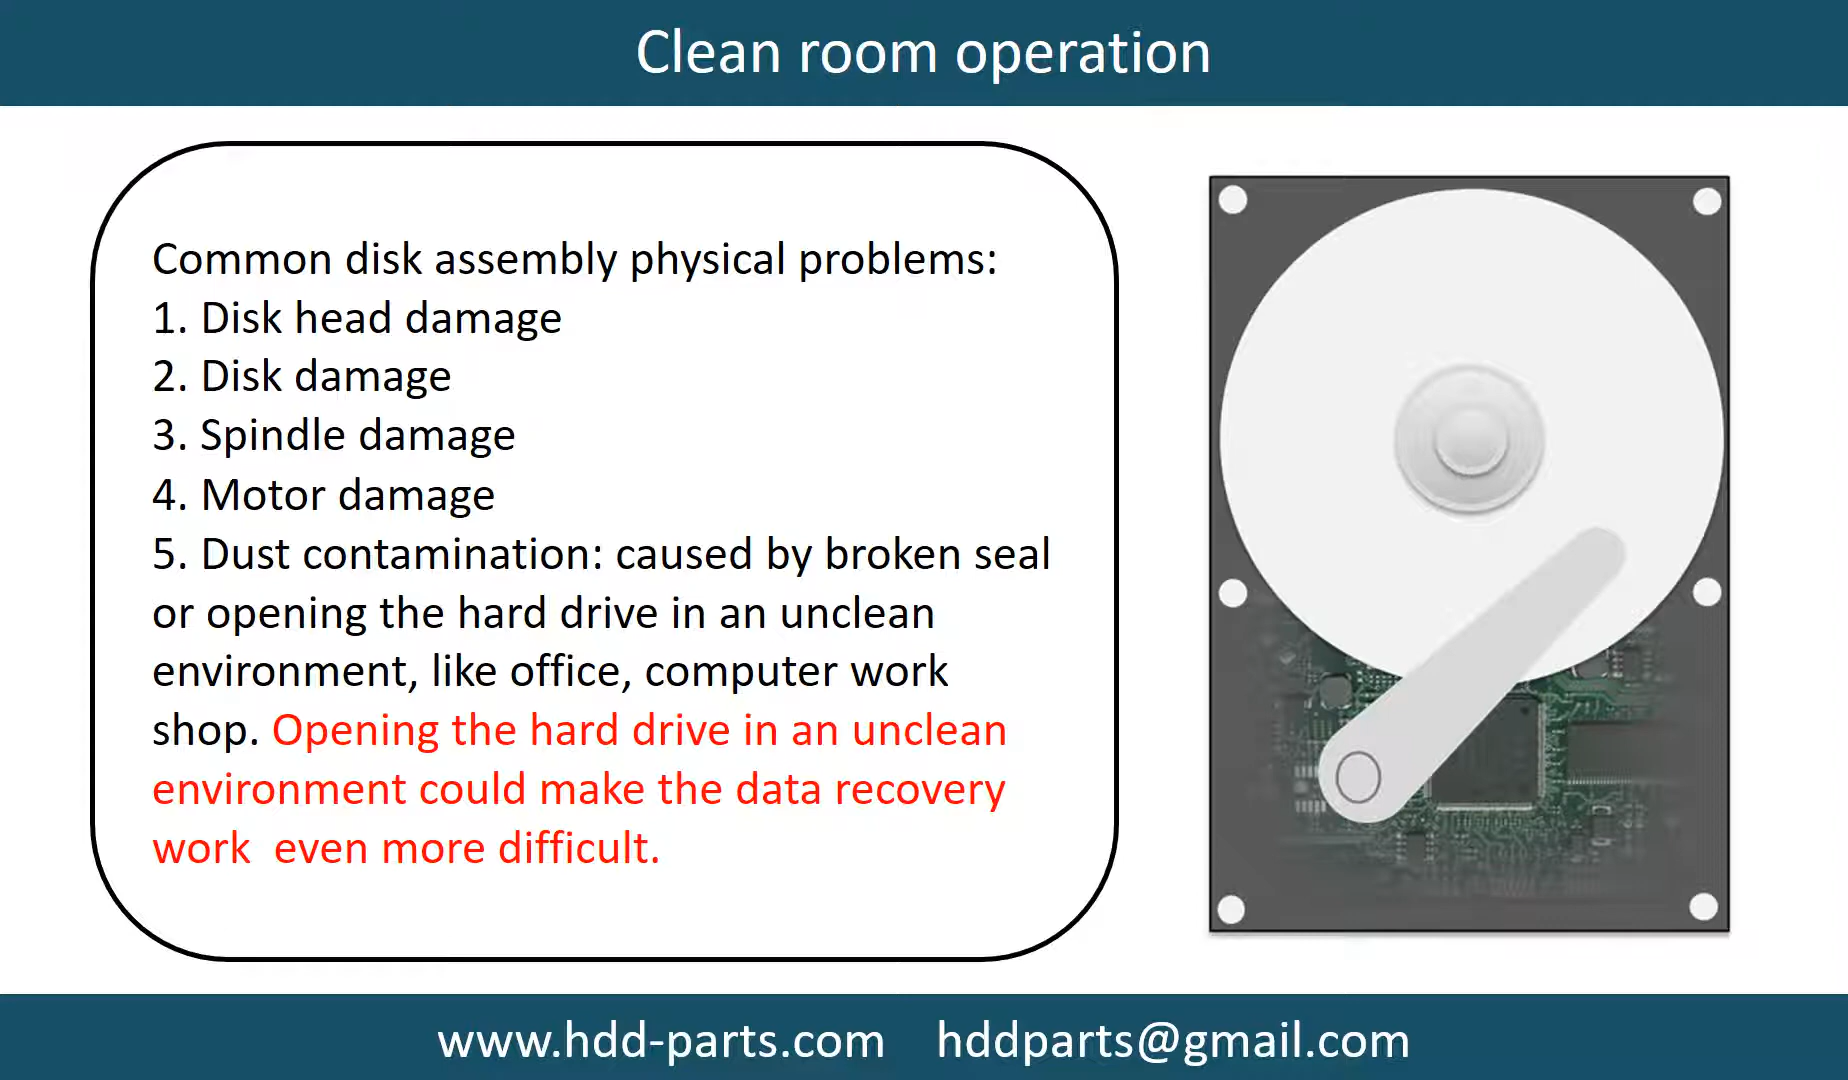 Clean room operation
Common disk assembly physical problems:
1. Disk head damage
2. Disk damage
3. Spindle damage
4. Motor damage
5. Dust contamination: caused by broken seal
or opening the hard drive in an unclean
environment, like office, computer work
shop. Opening the hard drive in an unclean
environment could make the data recovery
work  even more difficult.
www.hdd-parts.com    hddparts@gmail.com